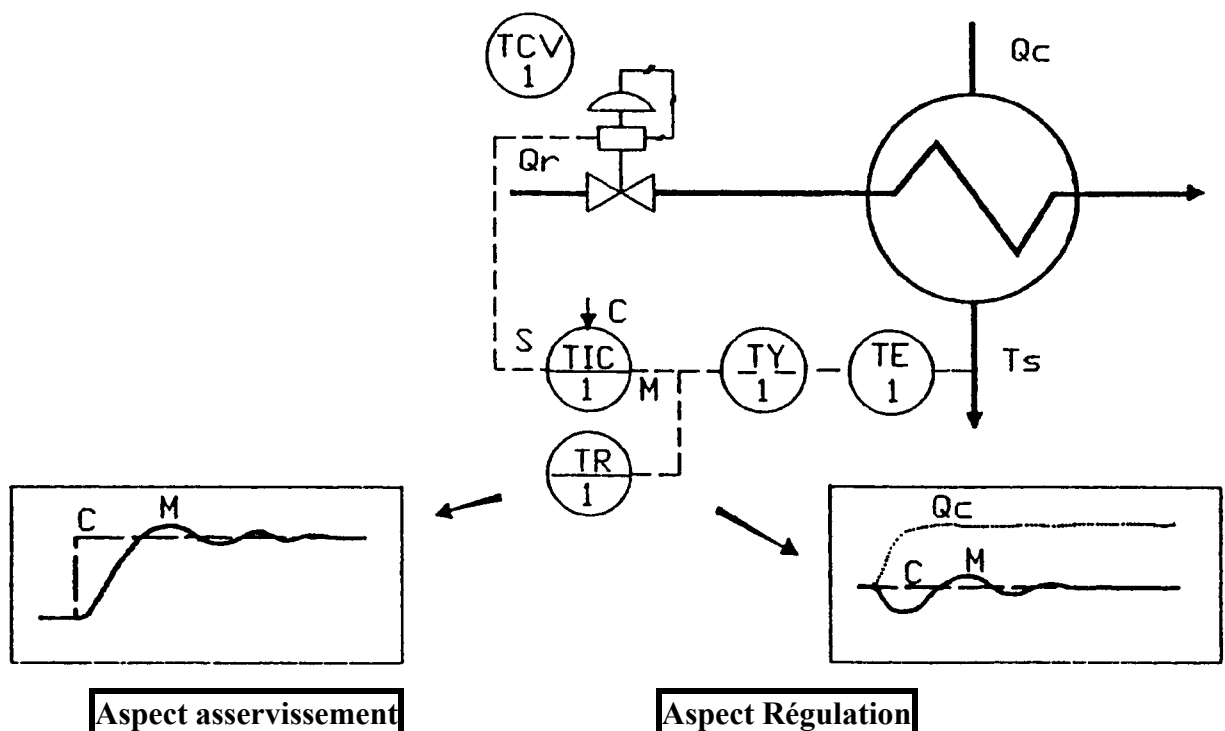 TCV
1
Qc
Qr
C
S
TIC
1
M
TY
1
TE
1
Ts
TR
1
C
M
Qc
C
M
Aspect asservissement
Aspect Régulation